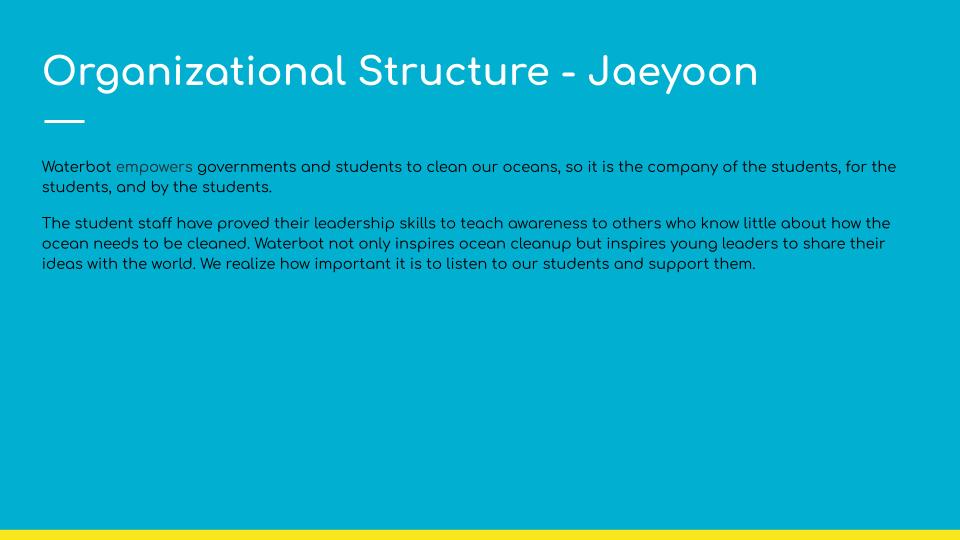 Organizational Structure - Jaeyoon
Waterbot empowers governments and students to clean our oceans, so it is the company of the students, for the
students, and by the students.
The student staff have proved their leadership skills to teach awareness to others who know little about how the
ocean needs to be cleaned. Waterbot not only inspires ocean cleanup but inspires young leaders to share their
ideas with the world. We realize how important it is to listen to our students and support them.